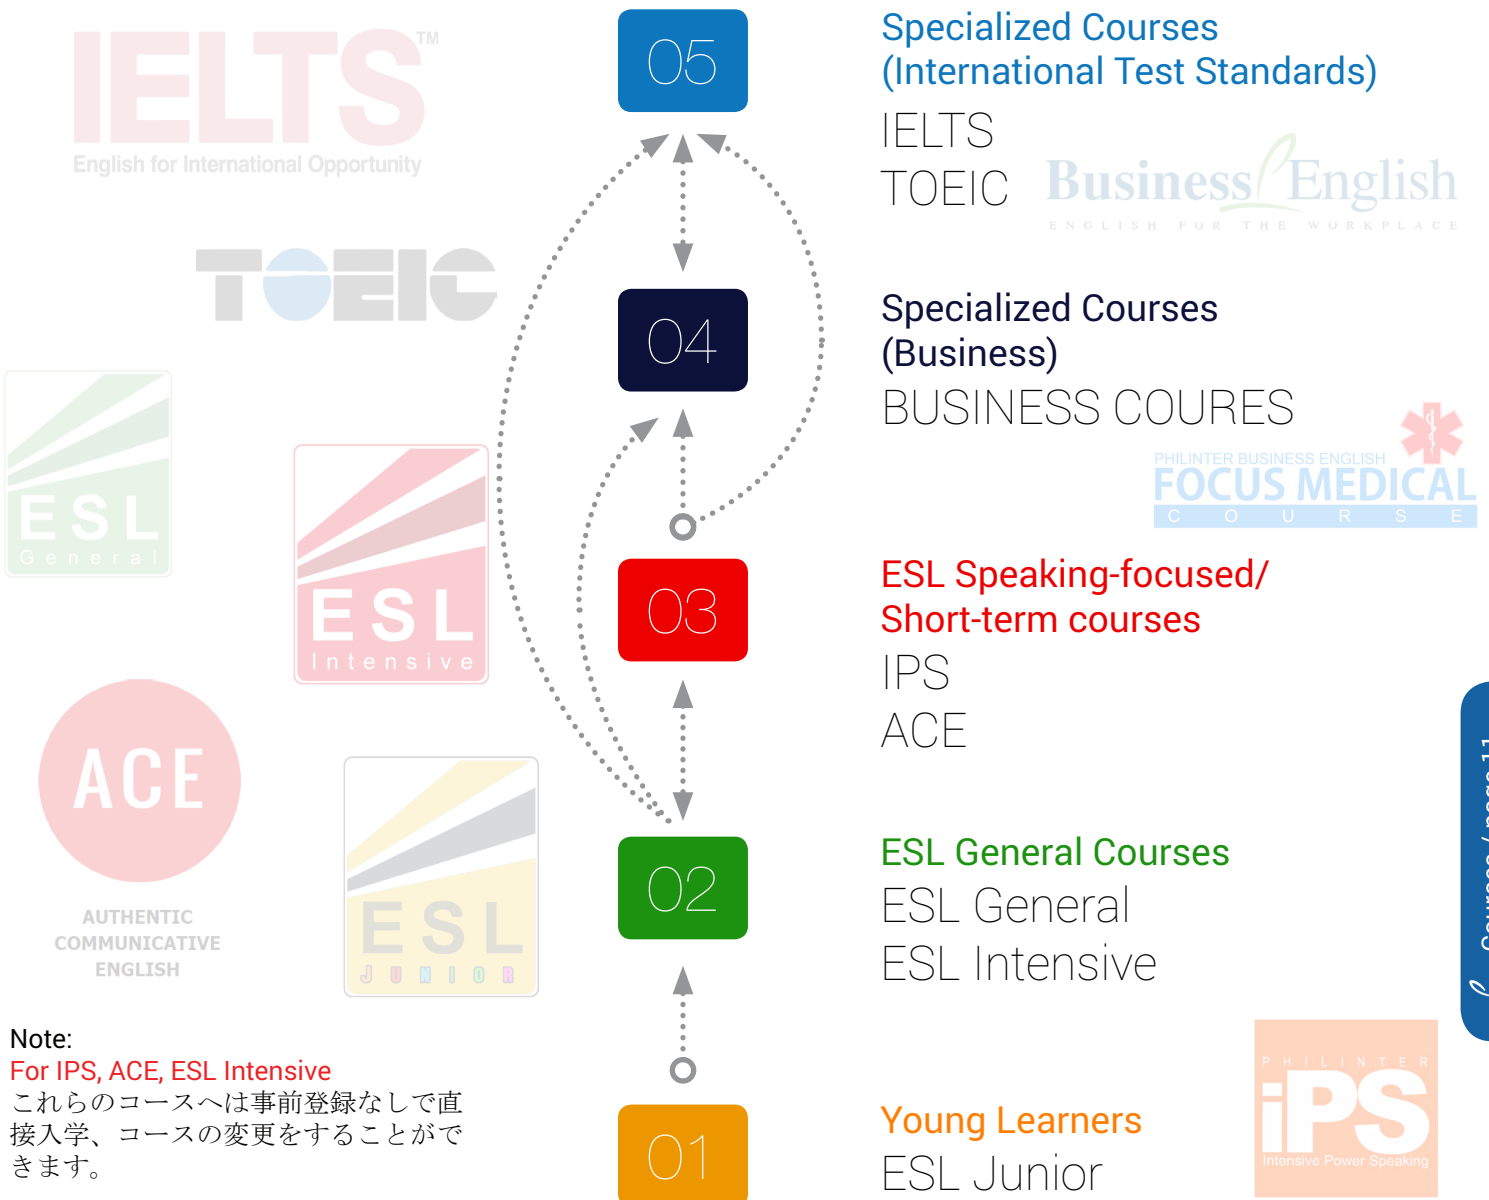 IELTS™
English for International Opportunity
TOEIC
ESL
General
ESL
Intensive
ACE
AUTHENTIC
COMMUNICATIVE
ENGLISH
ESL
JUNIOR
Note:
For IPS, ACE, ESL Intensive
これらのコースへは事前登録なしで直
接入学、コースの変更をすることがで
きます。
05
04
03
02
01
Specialized Courses
(International Test Standards)
IELTS
TOEIC
Business English
ENGLISH FOR THE WORKPLACE
Specialized Courses
(Business)
BUSINESS COURES
PHILINTER BUSINESS ENGLISH
FOCUS MEDICAL
COURSE
ESL Speaking-focused/
Short-term courses
IPS
ACE
ESL General Courses
ESL General
ESL Intensive
Young Learners
ESL Junior
PHILINTER
iPS
Intensive Power Speaking
Courses / page 11